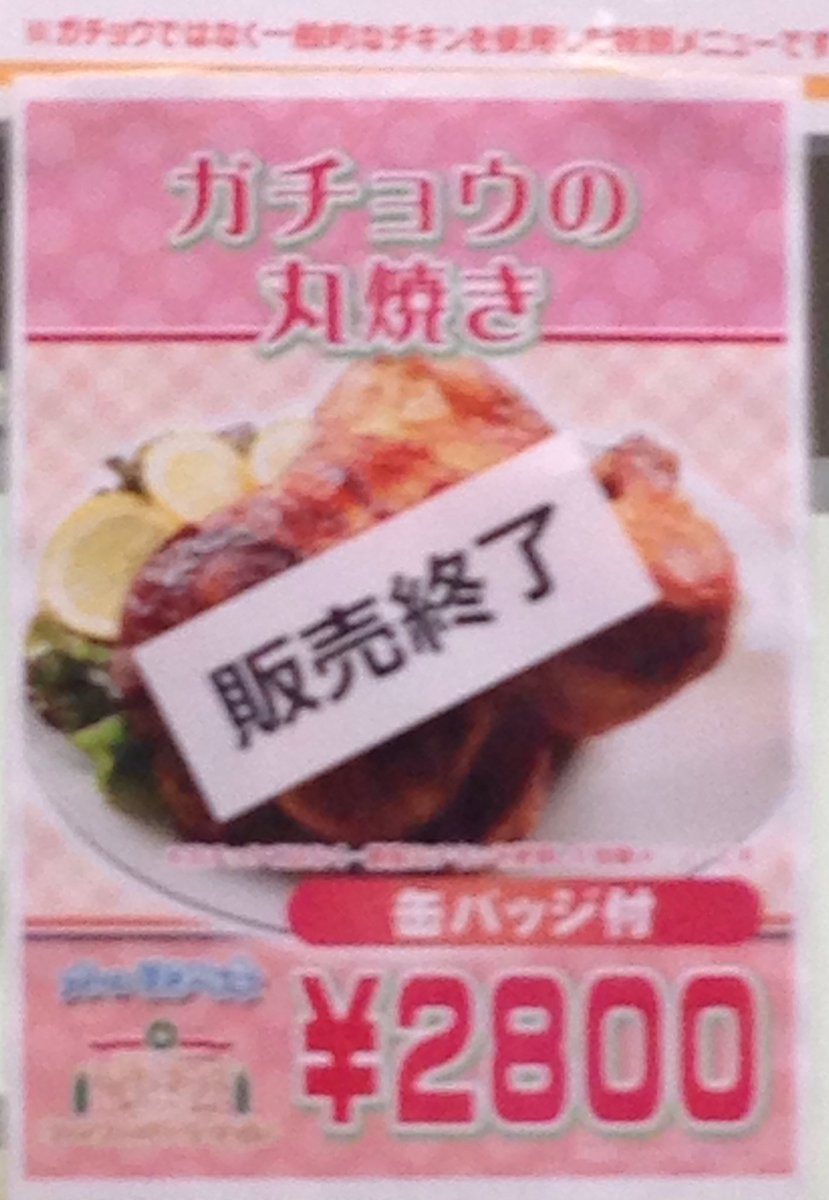 ※ガチョウではなく一般的なチキンを使用した特別メニューです
ガチョウの
丸焼き
販売終了
缶バッジ付
¥2800